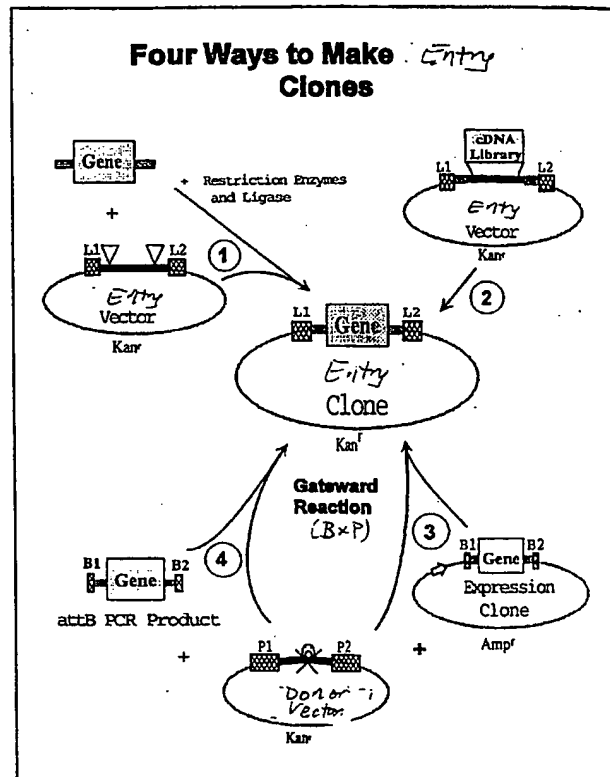 Four Ways to Make Entry
Clones
Gene
+ Restriction Enzymes
and Ligase
+
L1 L2
1
Entry
Vector
Kanr
cDNA
Library
L1 L2
Entry
Vector
Kanr
2
L1 Gene L2
Entry
Clone
Kanr
Gateward
Reaction
(B×P)
4
3
B1 Gene B2
attB PCR Product
B1 Gene B2
Expression
Clone
Ampr
+
+
P1 P2
Donor
Vector
Kanr